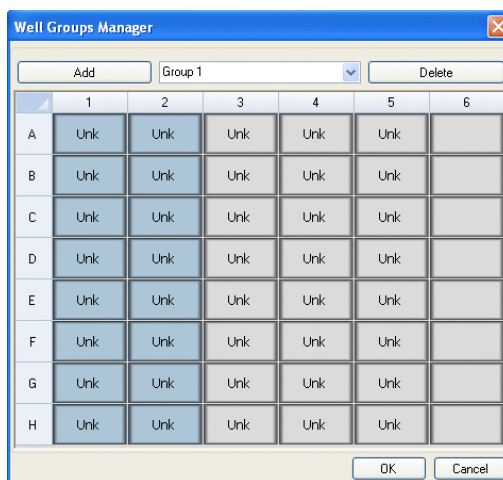 Well Groups Manager
Add Group 1 Delete
1 2 3 4 5 6
A Unk Unk Unk Unk Unk
B Unk Unk Unk Unk Unk
C Unk Unk Unk Unk Unk
D Unk Unk Unk Unk Unk
E Unk Unk Unk Unk Unk
F Unk Unk Unk Unk Unk
G Unk Unk Unk Unk Unk
H Unk Unk Unk Unk Unk
OK Cancel